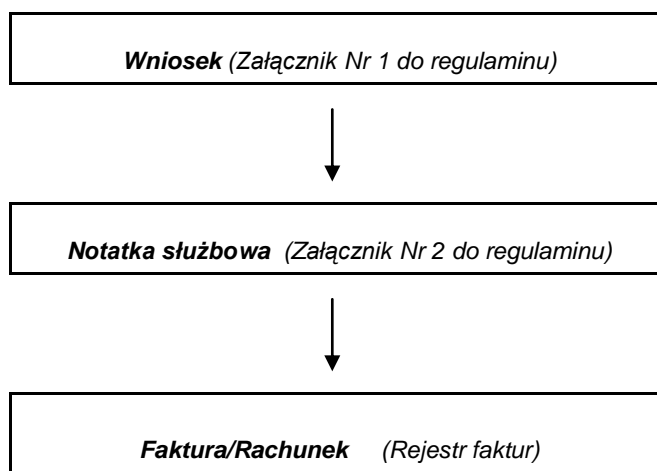 Wniosek (Załącznik Nr 1 do regulaminu)
Notatka służbowa (Załącznik Nr 2 do regulaminu)
Faktura/Rachunek (Rejestr faktur)